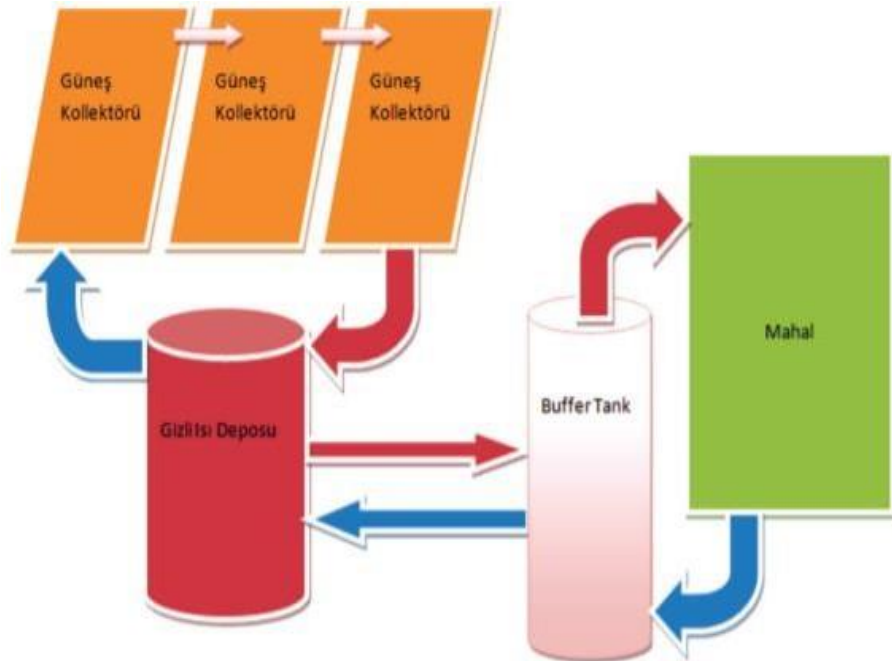 Güneş
Kollektörü
Güneş
Kollektörü
Güneş
Kollektörü
Gizli Isı Deposu
Buffer Tank
Mahal